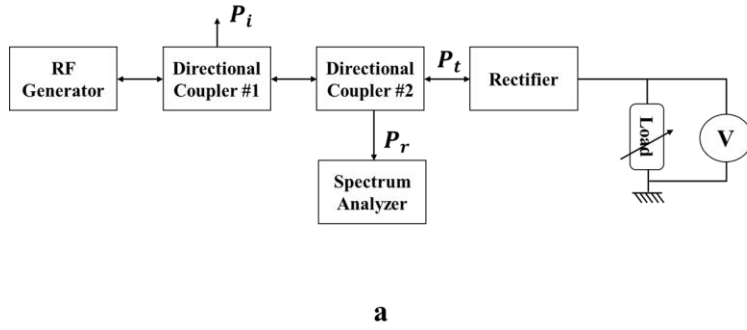 P_i
RF
Generator
Directional
Coupler #1
Directional
Coupler #2
P_t
Rectifier
Load
V
P_r
Spectrum
Analyzer
a